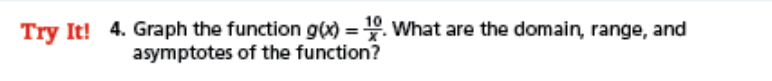 Try It! 4. Graph the function g(x) = 10/x. What are the domain, range, and
asymptotes of the function?